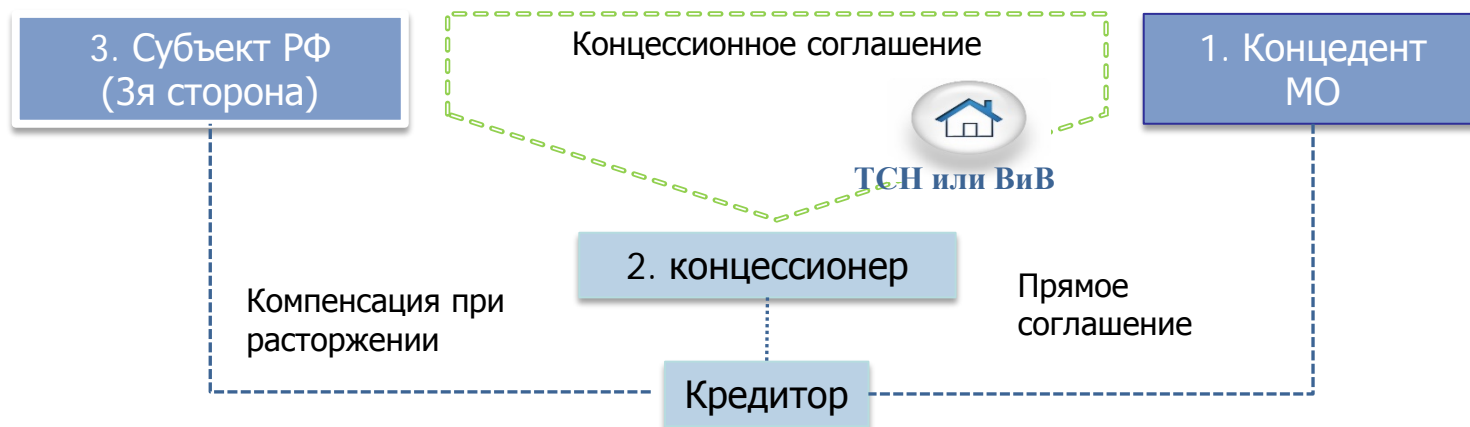 3. Субъект РФ
(3я сторона)
Концессионное соглашение
1. Концедент
МО
ТСН или ВиВ
2. концессионер
Компенсация при
расторжении
Прямое
соглашение
Кредитор